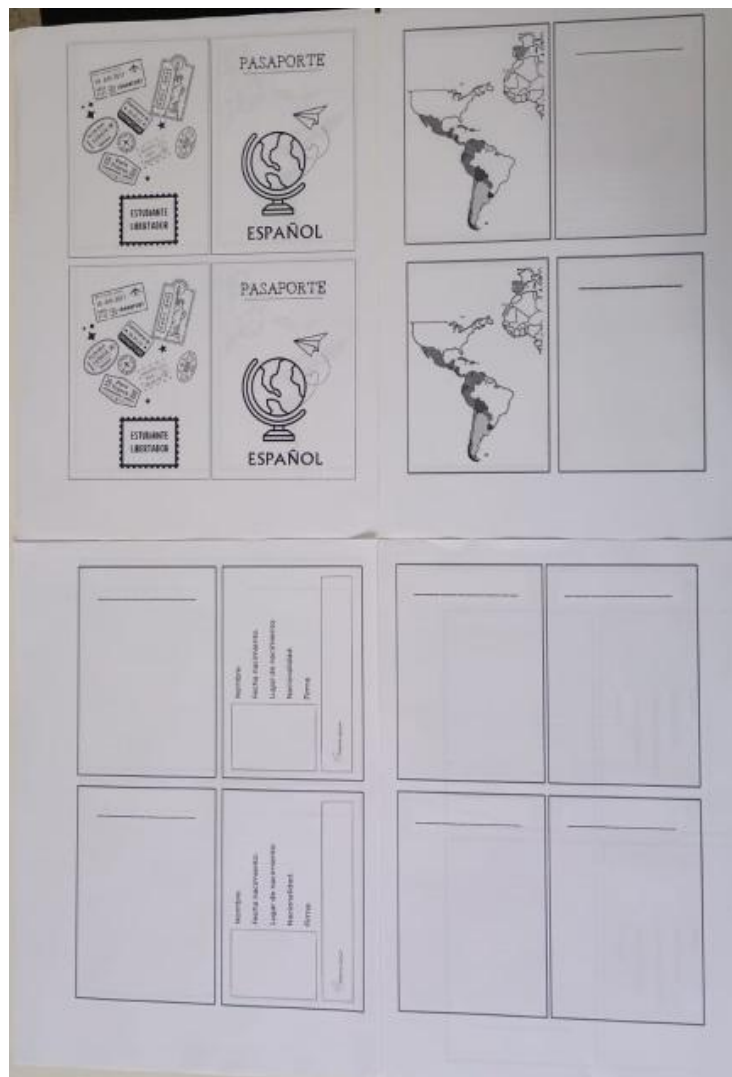 PASAPORTE
ESPAÑOL
ESTUDIANTE
LIBERTADOR
PASAPORTE
ESPAÑOL
ESTUDIANTE
LIBERTADOR
Nombre:
Fecha nacimiento:
Lugar de nacimiento:
Nacionalidad:
Firma
Nombre:
Fecha nacimiento:
Lugar de nacimiento:
Nacionalidad:
Firma